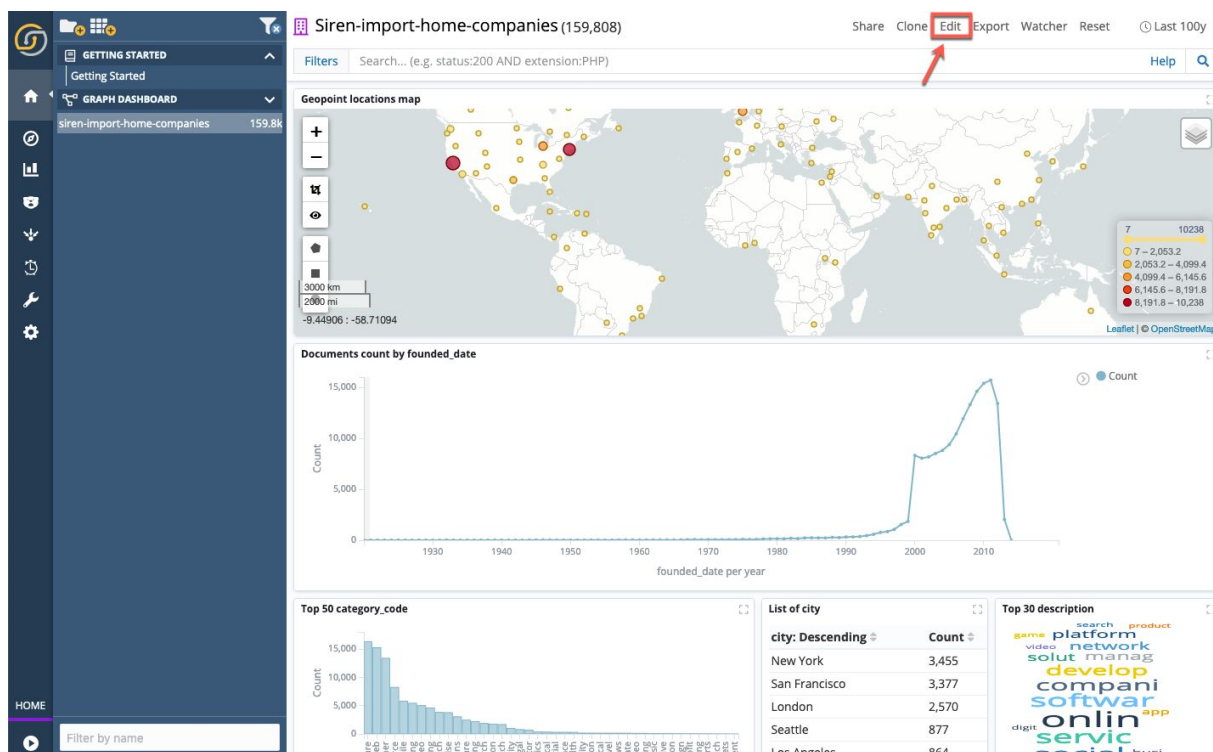 Siren-import-home-companies (159,808)
Share Clone Edit Export Watcher Reset Last 100y
GETTING STARTED
Getting Started
GRAPH DASHBOARD
siren-import-home-companies 159.8k
Filters Search... (e.g. status:200 AND extension:PHP) Help
Geopoint locations map
+
−
3000 km
2000 mi
-9.44906 : -58.71094
7 10238
7 – 2,053.2
2,053.2 – 4,099.4
4,099.4 – 6,145.6
6,145.6 – 8,191.8
8,191.8 – 10,238
Leaflet | © OpenStreetMap
Documents count by founded_date
Count
15,000
10,000
5,000
0
Count
1930 1940 1950 1960 1970 1980 1990 2000 2010
founded_date per year
Top 50 category_code
15,000
10,000
5,000
0
Count
List of city
city: Descending Count
New York 3,455
San Francisco 3,377
London 2,570
Seattle 877
Los Angeles 864
Top 30 description
search product
game platform
video network
solut manag
develop
compani
softwar
onlin app
digit servic
social busi
HOME
Filter by name